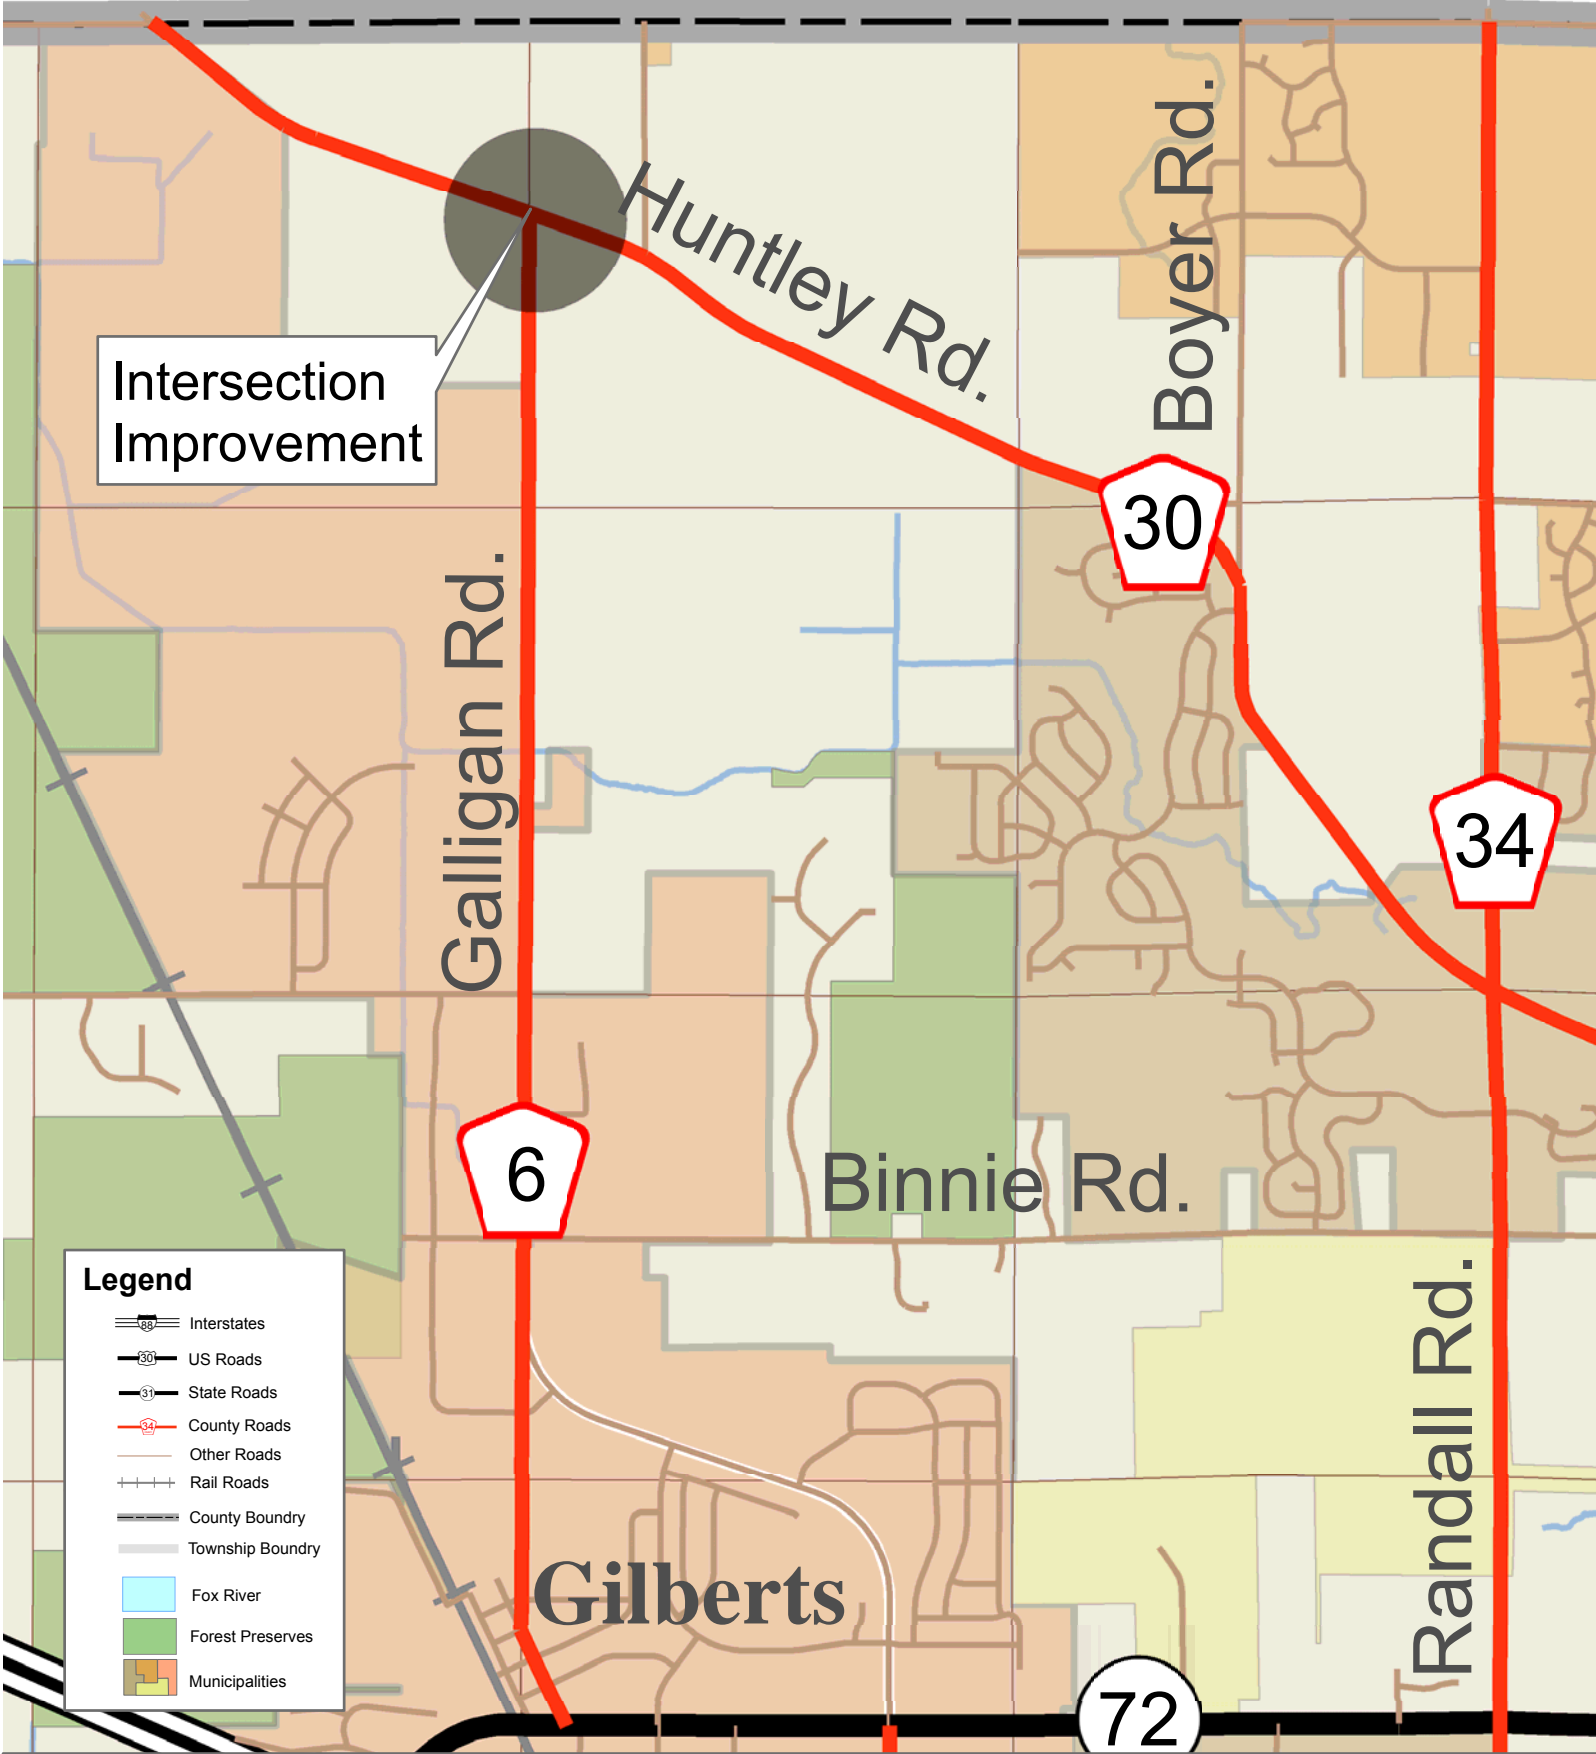 Huntley Rd.
Boyer Rd.
Intersection
Improvement
30
Galligan Rd.
34
6
Binnie Rd.
Randall Rd.
Legend
88 Interstates
30 US Roads
31 State Roads
34 County Roads
Other Roads
Rail Roads
County Boundry
Township Boundry
Fox River
Forest Preserves
Municipalities
Gilberts
72